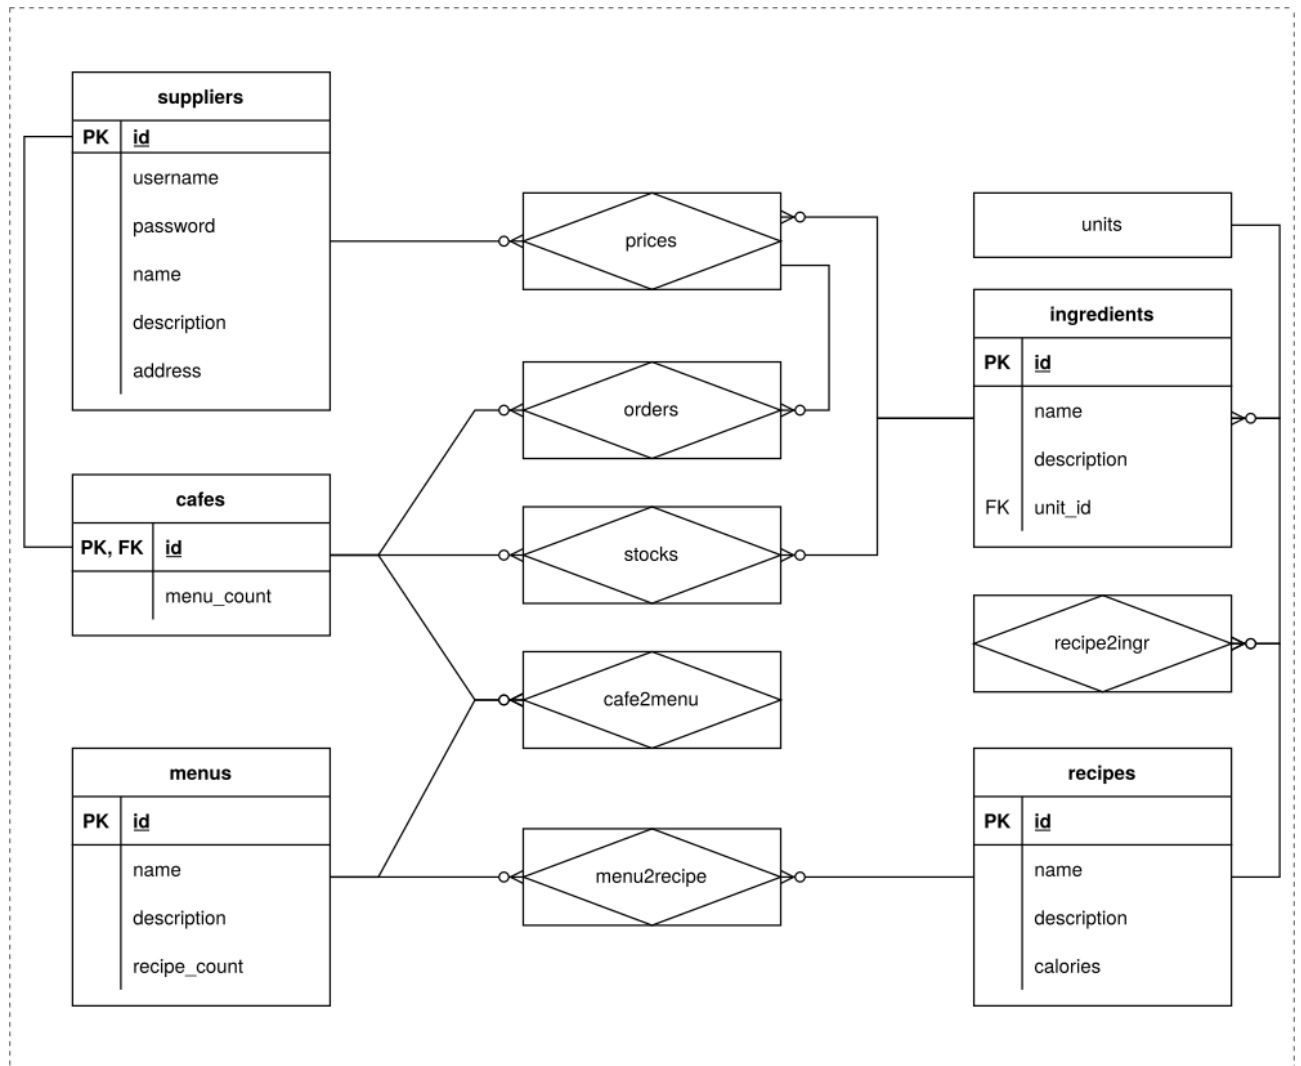 suppliers
PK id
username
password
name
description
address
cafes
PK, FK id
menu_count
menus
PK id
name
description
recipe_count
prices
orders
stocks
cafe2menu
menu2recipe
units
ingredients
PK id
name
description
FK unit_id
recipe2ingr
recipes
PK id
name
description
calories